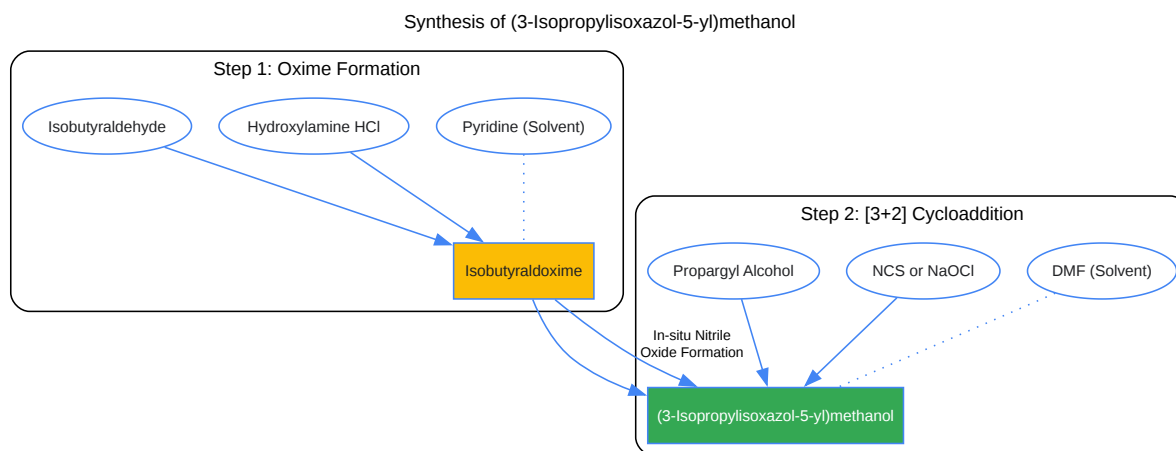 Synthesis of (3-Isopropylisoxazol-5-yl)methanol
Step 1: Oxime Formation
Isobutyraldehyde
Hydroxylamine HCl
Pyridine (Solvent)
Isobutyraldoxime
Step 2: [3+2] Cycloaddition
Propargyl Alcohol
NCS or NaOCl
DMF (Solvent)
In-situ Nitrile
Oxide Formation
(3-Isopropylisoxazol-5-yl)methanol